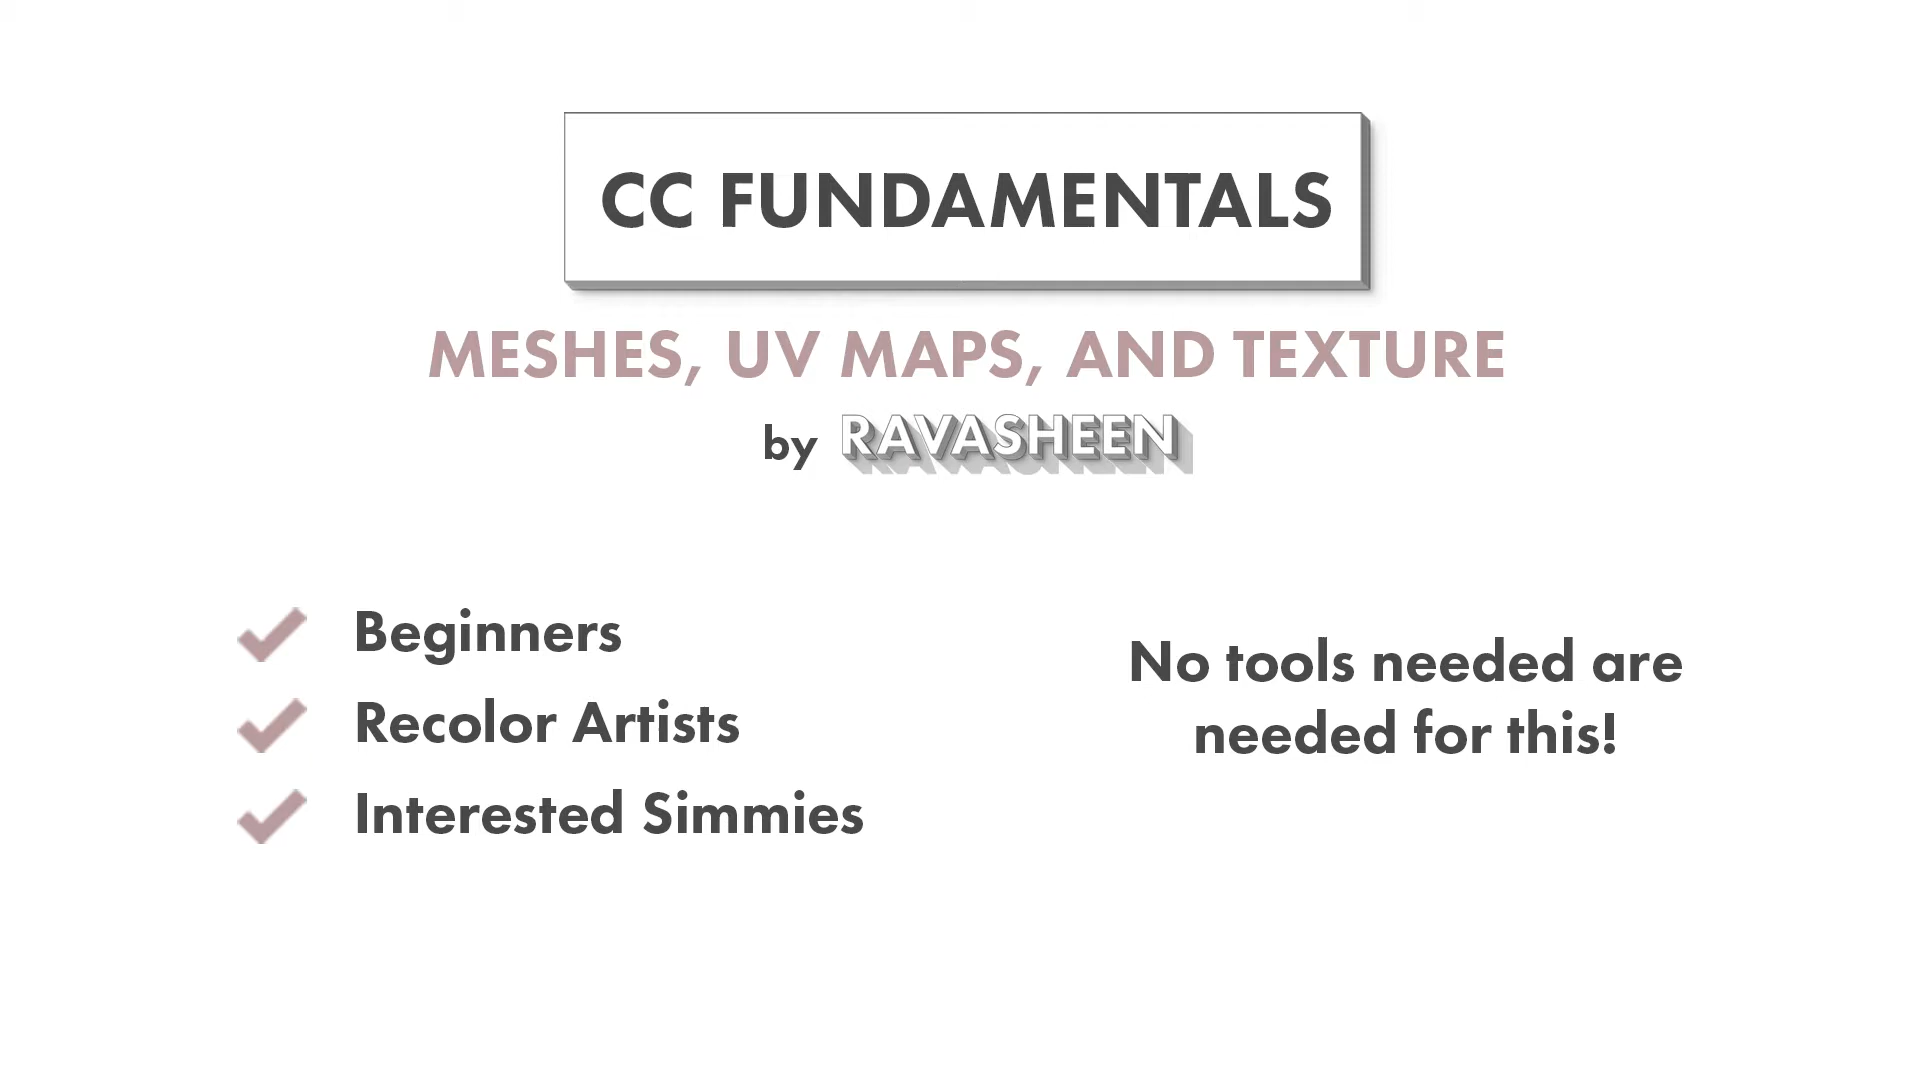 CC FUNDAMENTALS
MESHES, UV MAPS, AND TEXTURE
by RAVASHEEN
Beginners
Recolor Artists
Interested Simmies
No tools needed are
needed for this!